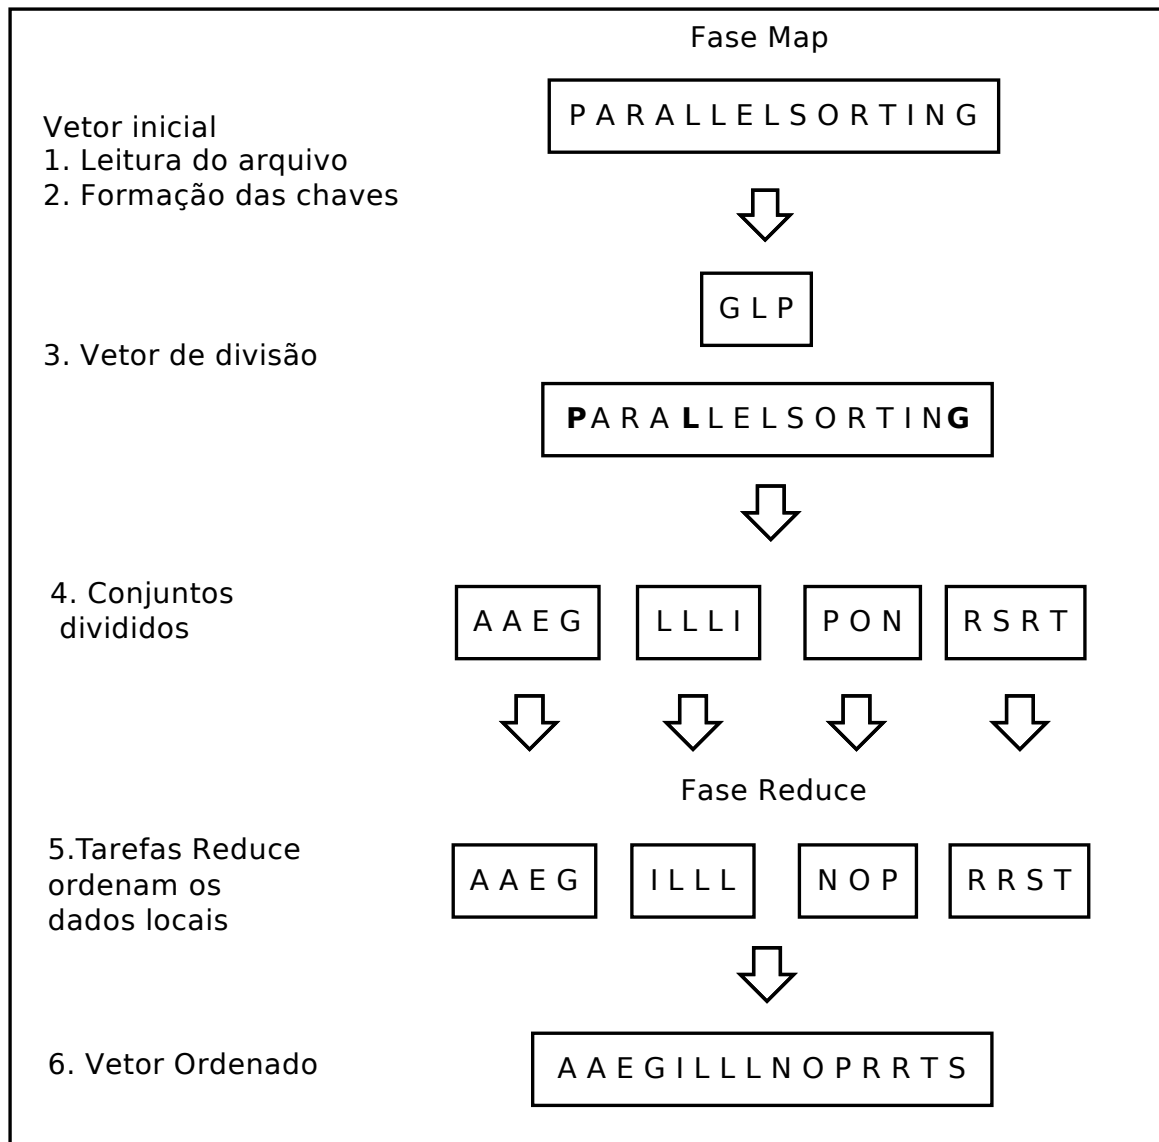 Fase Map
P A R A L L E L S O R T I N G
Vetor inicial
1. Leitura do arquivo
2. Formação das chaves
G L P
3. Vetor de divisão
P A R A L L E L S O R T I N G
4. Conjuntos
divididos
A A E G
L L L I
P O N
R S R T
Fase Reduce
5.Tarefas Reduce
ordenam os
dados locais
A A E G
I L L L
N O P
R R S T
6. Vetor Ordenado
A A E G I L L L N O P R R T S